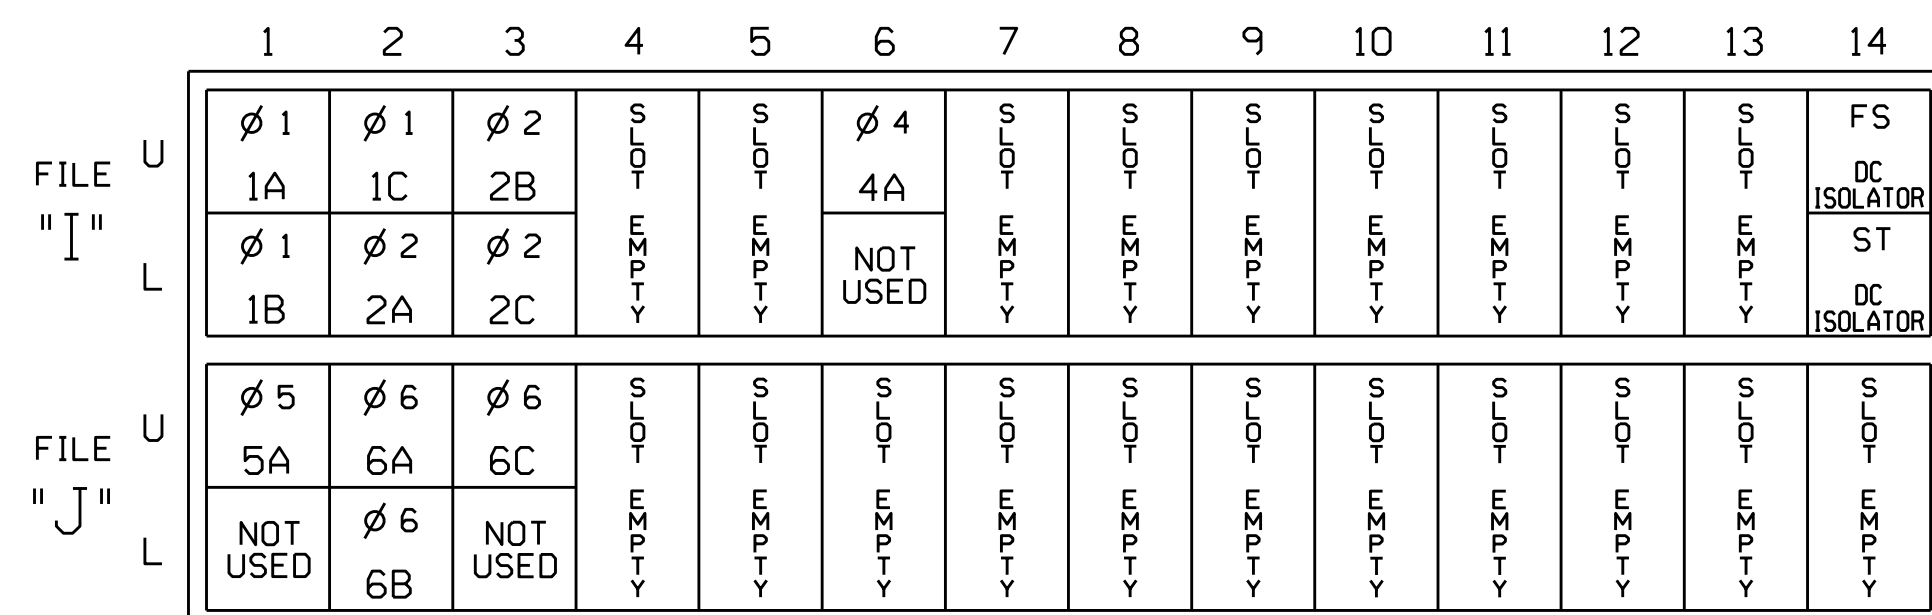 1 2 3 4 5 6 7 8 9 10 11 12 13 14
FILE "I"
U
Ø 1 1A
Ø 1 1C
Ø 2 2B
SLOT EMPTY
SLOT EMPTY
Ø 4 4A
SLOT EMPTY
SLOT EMPTY
SLOT EMPTY
SLOT EMPTY
SLOT EMPTY
SLOT EMPTY
SLOT EMPTY
FS DC ISOLATOR
L
Ø 1 1B
Ø 2 2A
Ø 2 2C
NOT USED
ST DC ISOLATOR
FILE "J"
U
Ø 5 5A
Ø 6 6A
Ø 6 6C
SLOT EMPTY
SLOT EMPTY
SLOT EMPTY
SLOT EMPTY
SLOT EMPTY
SLOT EMPTY
SLOT EMPTY
SLOT EMPTY
SLOT EMPTY
SLOT EMPTY
SLOT EMPTY
L
NOT USED
Ø 6 6B
NOT USED